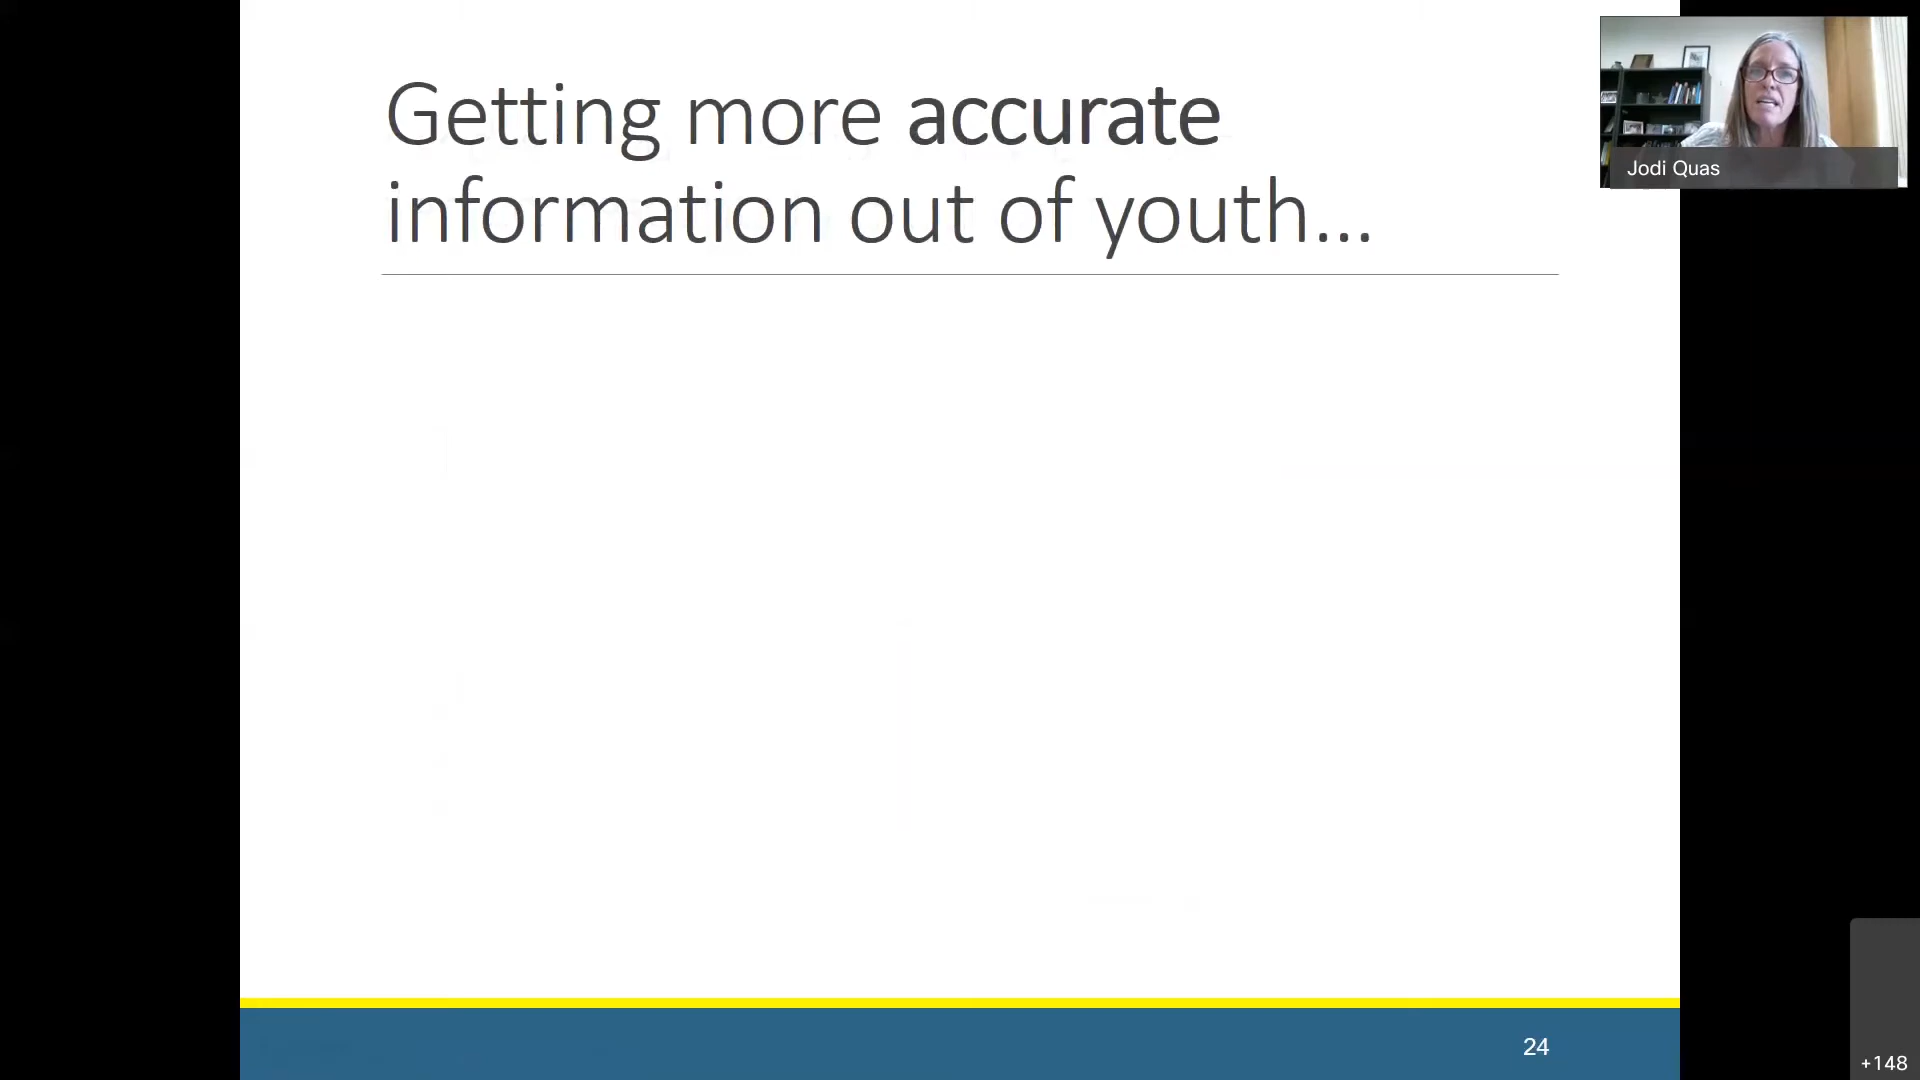 Getting more accurate
information out of youth...
Jodi Quas
24
+148